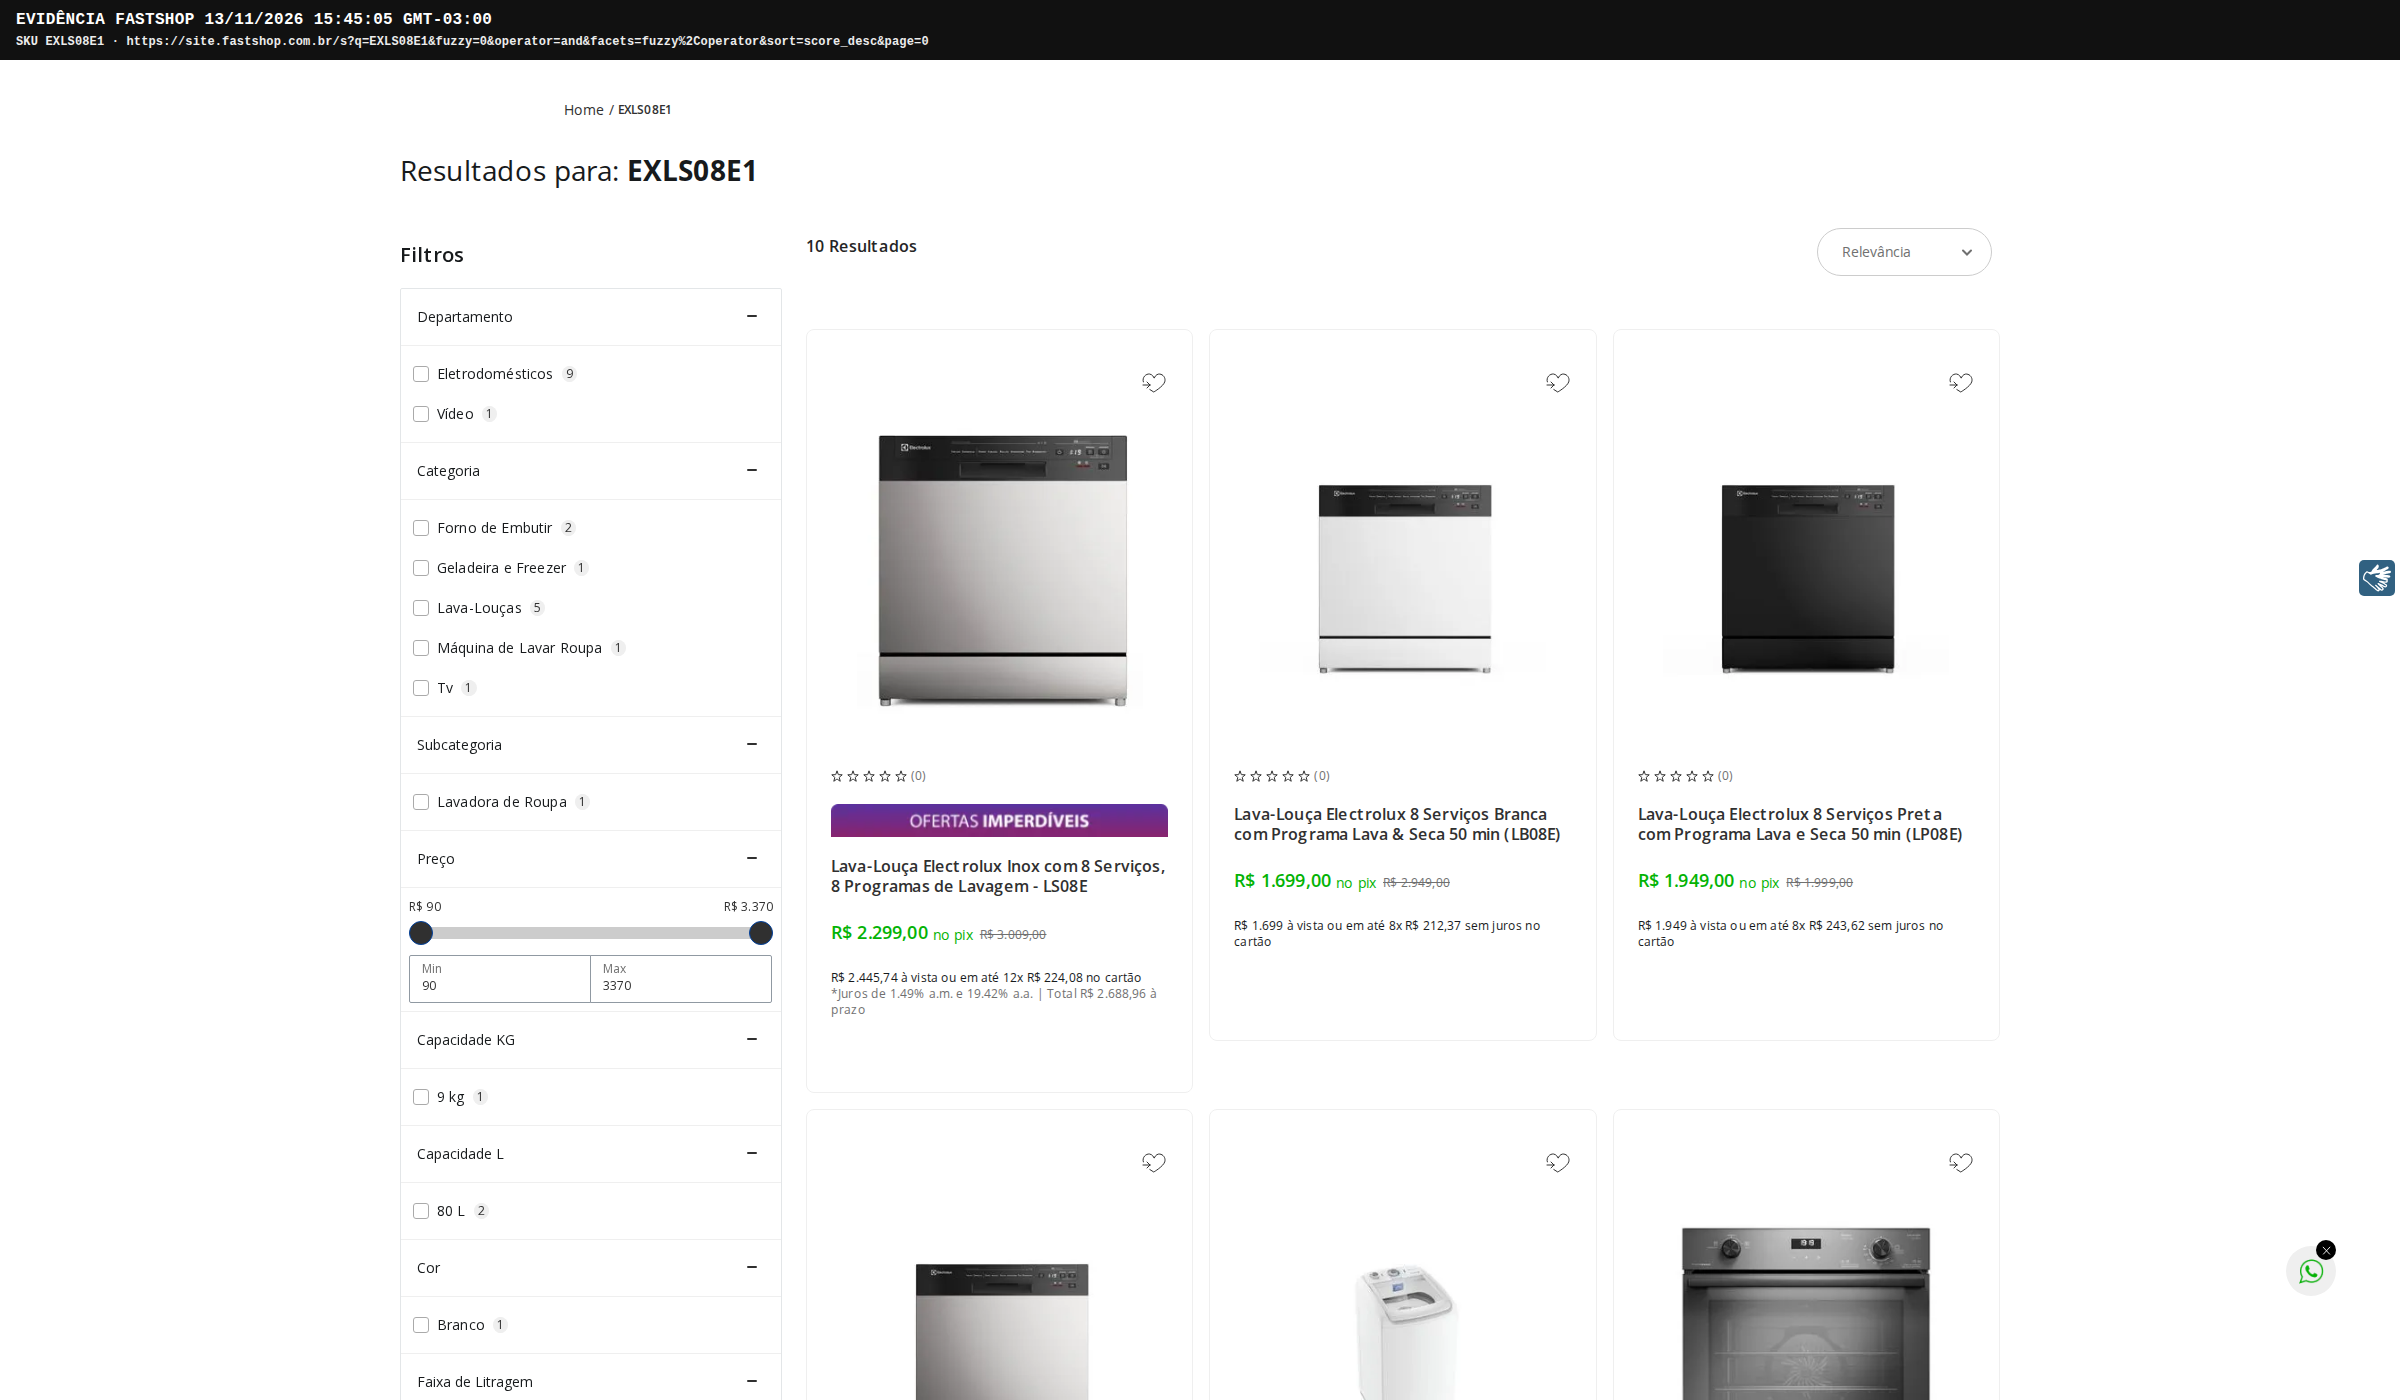 EVIDÊNCIA FASTSHOP 13/11/2026 15:45:05 GMT-03:00
SKU EXLS08E1 · https://site.fastshop.com.br/s?q=EXLS08E1&fuzzy=0&operator=and&facets=fuzzy%2Coperator&sort=score_desc&page=0
Home / EXLS08E1
Resultados para: EXLS08E1
Filtros
10 Resultados
Relevância
Departamento
Eletrodomésticos 9
Vídeo 1
Categoria
Forno de Embutir 2
Geladeira e Freezer 1
Lava-Louças 5
Máquina de Lavar Roupa 1
Tv 1
Subcategoria
Lavadora de Roupa 1
Preço
R$ 90 R$ 3.370
Min Max
90 3370
Capacidade KG
9 kg 1
Capacidade L
80 L 2
Cor
Branco 1
Faixa de Litragem
Electrolux
(0)
OFERTAS IMPERDÍVEIS
Lava-Louça Electrolux Inox com 8 Serviços,
8 Programas de Lavagem - LS08E
R$ 2.299,00 no pix R$ 3.009,00
R$ 2.445,74 à vista ou em até 12x R$ 224,08 no cartão
*Juros de 1.49% a.m. e 19.42% a.a. | Total R$ 2.688,96 à
prazo
Electrolux
(0)
Lava-Louça Electrolux 8 Serviços Branca
com Programa Lava & Seca 50 min (LB08E)
R$ 1.699,00 no pix R$ 2.949,00
R$ 1.699 à vista ou em até 8x R$ 212,37 sem juros no
cartão
Electrolux
(0)
Lava-Louça Electrolux 8 Serviços Preta
com Programa Lava e Seca 50 min (LP08E)
R$ 1.949,00 no pix R$ 1.999,00
R$ 1.949 à vista ou em até 8x R$ 243,62 sem juros no
cartão
Electrolux